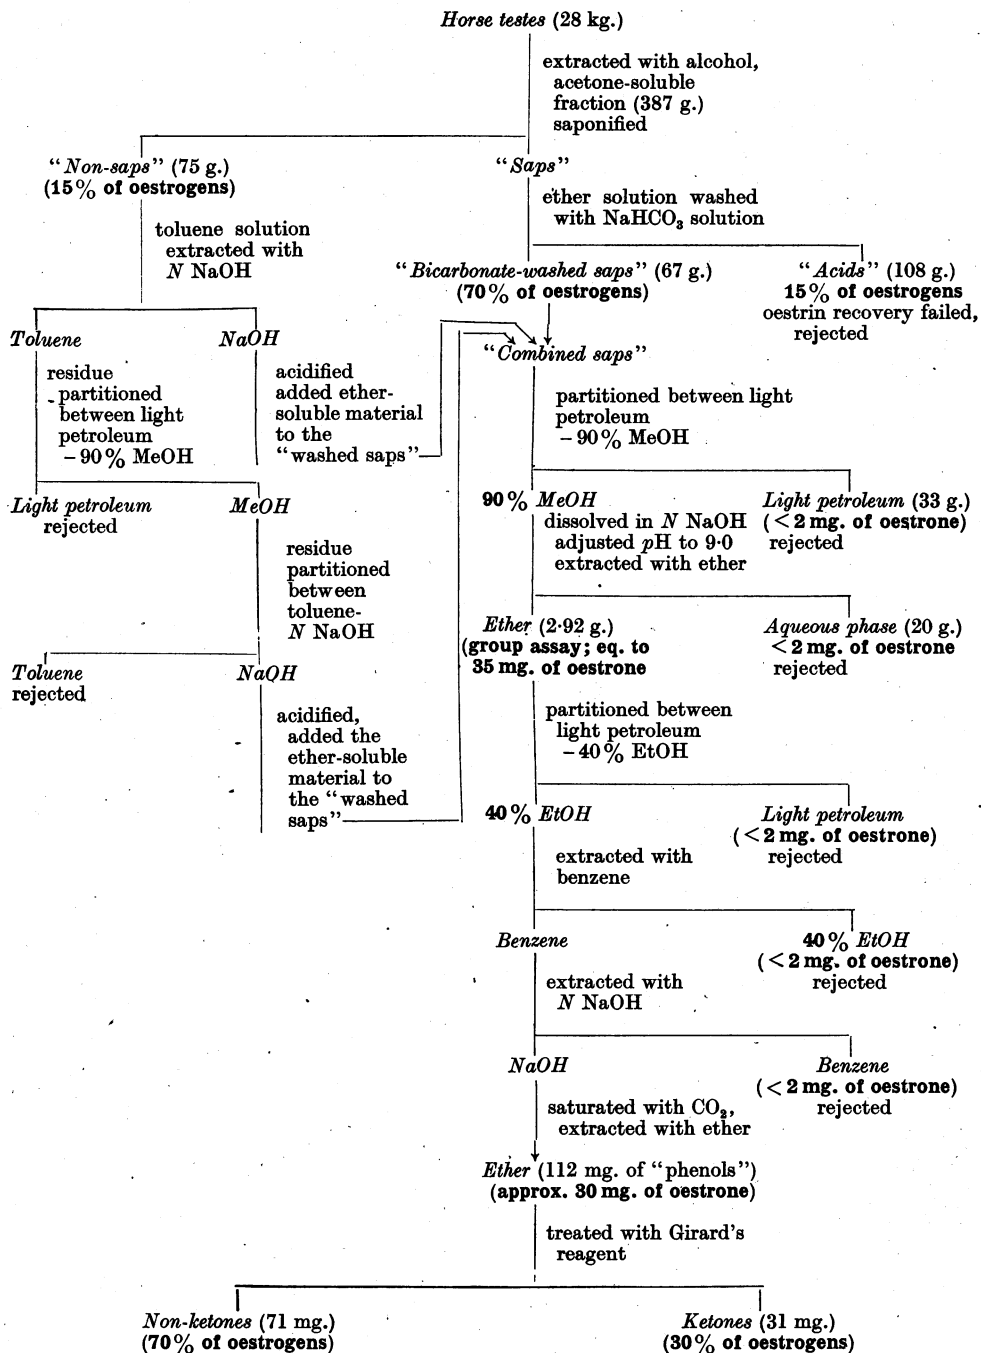 Horse testes (28 kg.)
extracted with alcohol,
acetone-soluble
fraction (387 g.)
saponified
"Non-saps" (75 g.)
(15% of oestrogens)
"Saps"
ether solution washed
with NaHCO₃ solution
toluene solution
extracted with
N NaOH
"Bicarbonate-washed saps" (67 g.)
(70% of oestrogens)
"Acids" (108 g.)
15% of oestrogens
oestrin recovery failed,
rejected
Toluene
NaOH
"Combined saps"
residue
partitioned
between light
petroleum
-90% MeOH
acidified
added ether-
soluble material
to the
"washed saps"
partitioned between light
petroleum
-90% MeOH
Light petroleum
rejected
MeOH
90% MeOH
dissolved in N NaOH
adjusted pH to 9·0
extracted with ether
Light petroleum (33 g.)
(<2 mg. of oestrone)
rejected
residue
partitioned
between
toluene-
N NaOH
Ether (2·92 g.)
(group assay; eq. to
35 mg. of oestrone
Aqueous phase (20 g.)
<2 mg. of oestrone
rejected
Toluene
rejected
NaOH
acidified,
added the
ether-soluble
material to
the "washed
saps"
partitioned between
light petroleum
-40% EtOH
40% EtOH
Light petroleum
(<2 mg. of oestrone)
rejected
extracted with
benzene
Benzene
40% EtOH
(<2 mg. of oestrone)
rejected
extracted with
N NaOH
NaOH
Benzene
(<2 mg. of oestrone)
rejected
saturated with CO₂,
extracted with ether
Ether (112 mg. of "phenols")
(approx. 30 mg. of oestrone)
treated with Girard's
reagent
Non-ketones (71 mg.)
(70% of oestrogens)
Ketones (31 mg.)
(30% of oestrogens)